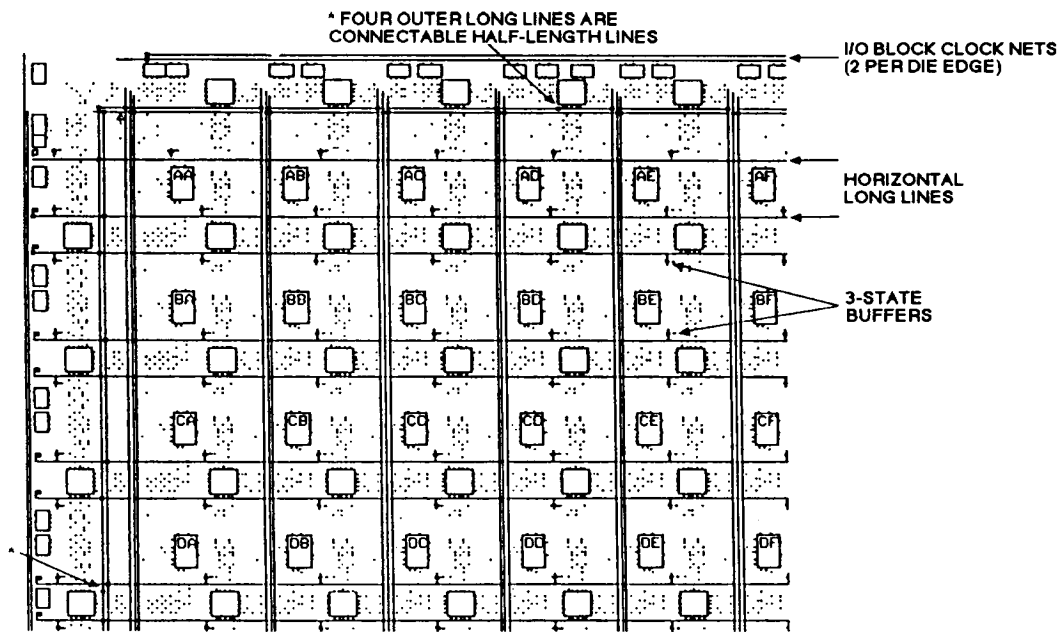 * FOUR OUTER LONG LINES ARE
CONNECTABLE HALF-LENGTH LINES
I/O BLOCK CLOCK NETS
(2 PER DIE EDGE)
HORIZONTAL
LONG LINES
AA AB AC AD AE AF
3-STATE
BUFFERS
BA BB BC BD BE BF
CA CB CC CD CE CF
DA DB DC DD DE DF
*